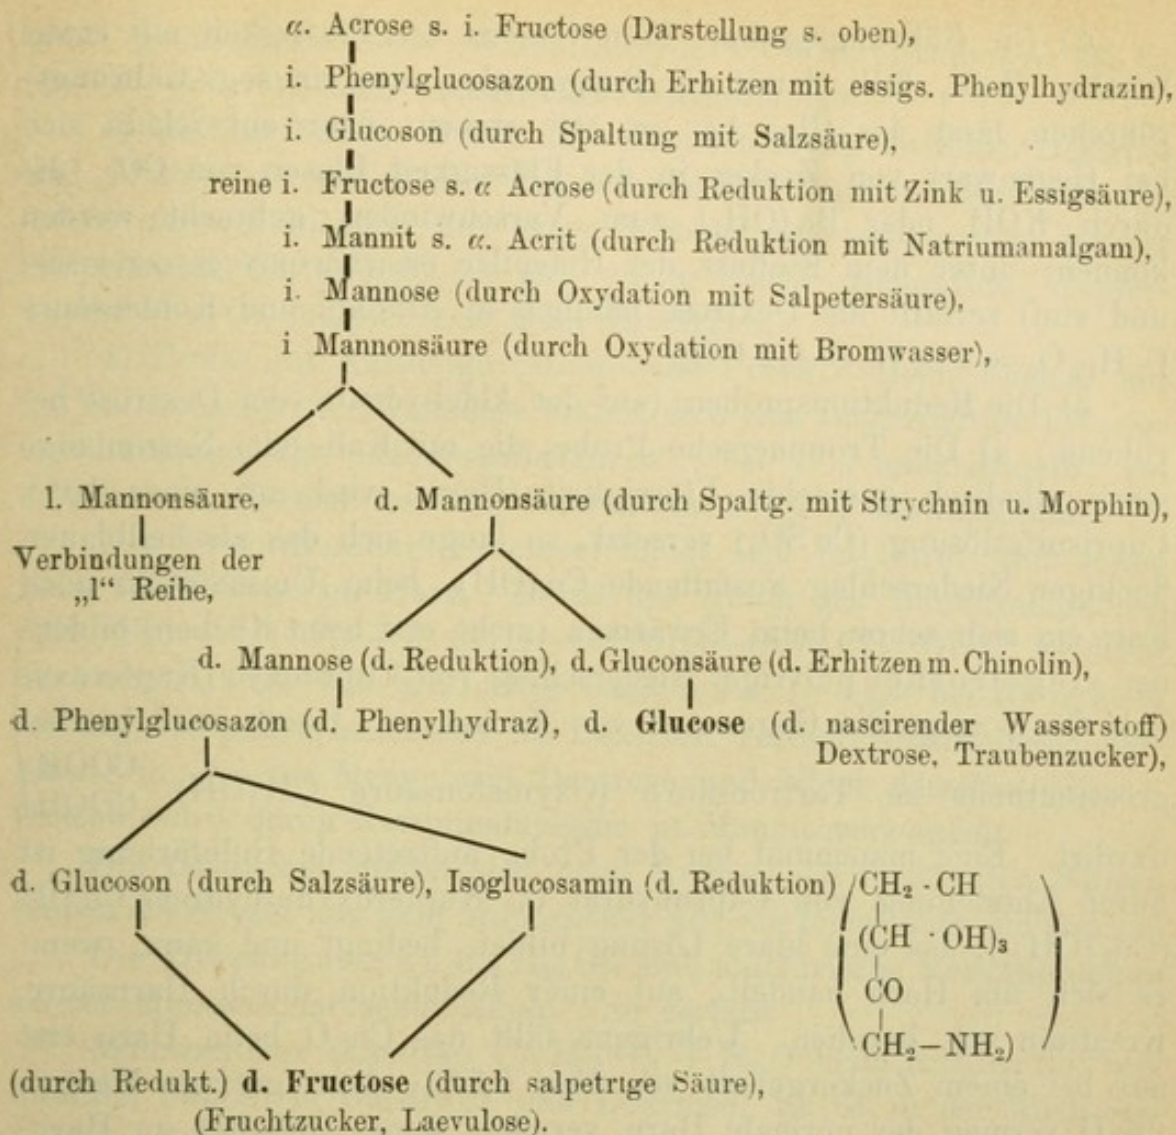 α. Acrose s. i. Fructose (Darstellung s. oben),
i. Phenylglucosazon (durch Erhitzen mit essigs. Phenylhydrazin),
i. Glucoson (durch Spaltung mit Salzsäure),
reine i. Fructose s. α Acrose (durch Reduktion mit Zink u. Essigsäure),
i. Mannit s. α. Acrit (durch Reduktion mit Natriumamalgam),
i. Mannose (durch Oxydation mit Salpetersäure),
i Mannonsäure (durch Oxydation mit Bromwasser),
l. Mannonsäure, d. Mannonsäure (durch Spaltg. mit Strychnin u. Morphin),
Verbindungen der
„l“ Reihe,
d. Mannose (d. Reduktion), d. Gluconsäure (d. Erhitzen m. Chinolin),
d. Phenylglucosazon (d. Phenylhydraz), d. Glucose (d. nascirender Wasserstoff)
Dextrose, Traubenzucker),
d. Glucoson (durch Salzsäure), Isoglucosamin (d. Reduktion) (CH₂ · CH
(CH · OH)₃
CO
CH₂–NH₂)
(durch Redukt.) d. Fructose (durch salpetrige Säure),
(Fruchtzucker, Laevulose).